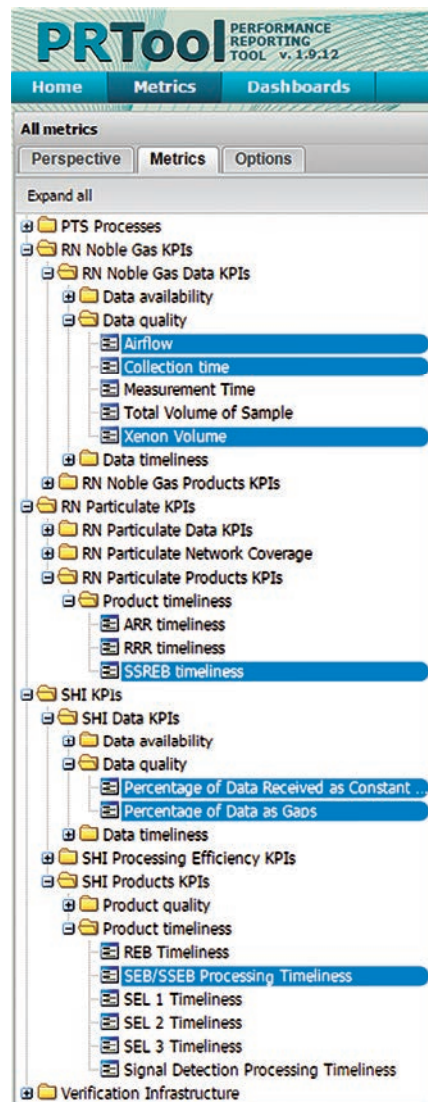 PRTool PERFORMANCE
REPORTING
TOOL v. 1.9.12
Home Metrics Dashboards
All metrics
Perspective Metrics Options
Expand all
PTS Processes
RN Noble Gas KPIs
RN Noble Gas Data KPIs
Data availability
Data quality
Airflow
Collection time
Measurement Time
Total Volume of Sample
Xenon Volume
Data timeliness
RN Noble Gas Products KPIs
RN Particulate KPIs
RN Particulate Data KPIs
RN Particulate Network Coverage
RN Particulate Products KPIs
Product timeliness
ARR timeliness
RRR timeliness
SSREB timeliness
SHI KPIs
SHI Data KPIs
Data availability
Data quality
Percentage of Data Received as Constant ...
Percentage of Data as Gaps
Data timeliness
SHI Processing Efficiency KPIs
SHI Products KPIs
Product quality
Product timeliness
REB Timeliness
SEB/SSEB Processing Timeliness
SEL 1 Timeliness
SEL 2 Timeliness
SEL 3 Timeliness
Signal Detection Processing Timeliness
Verification Infrastructure